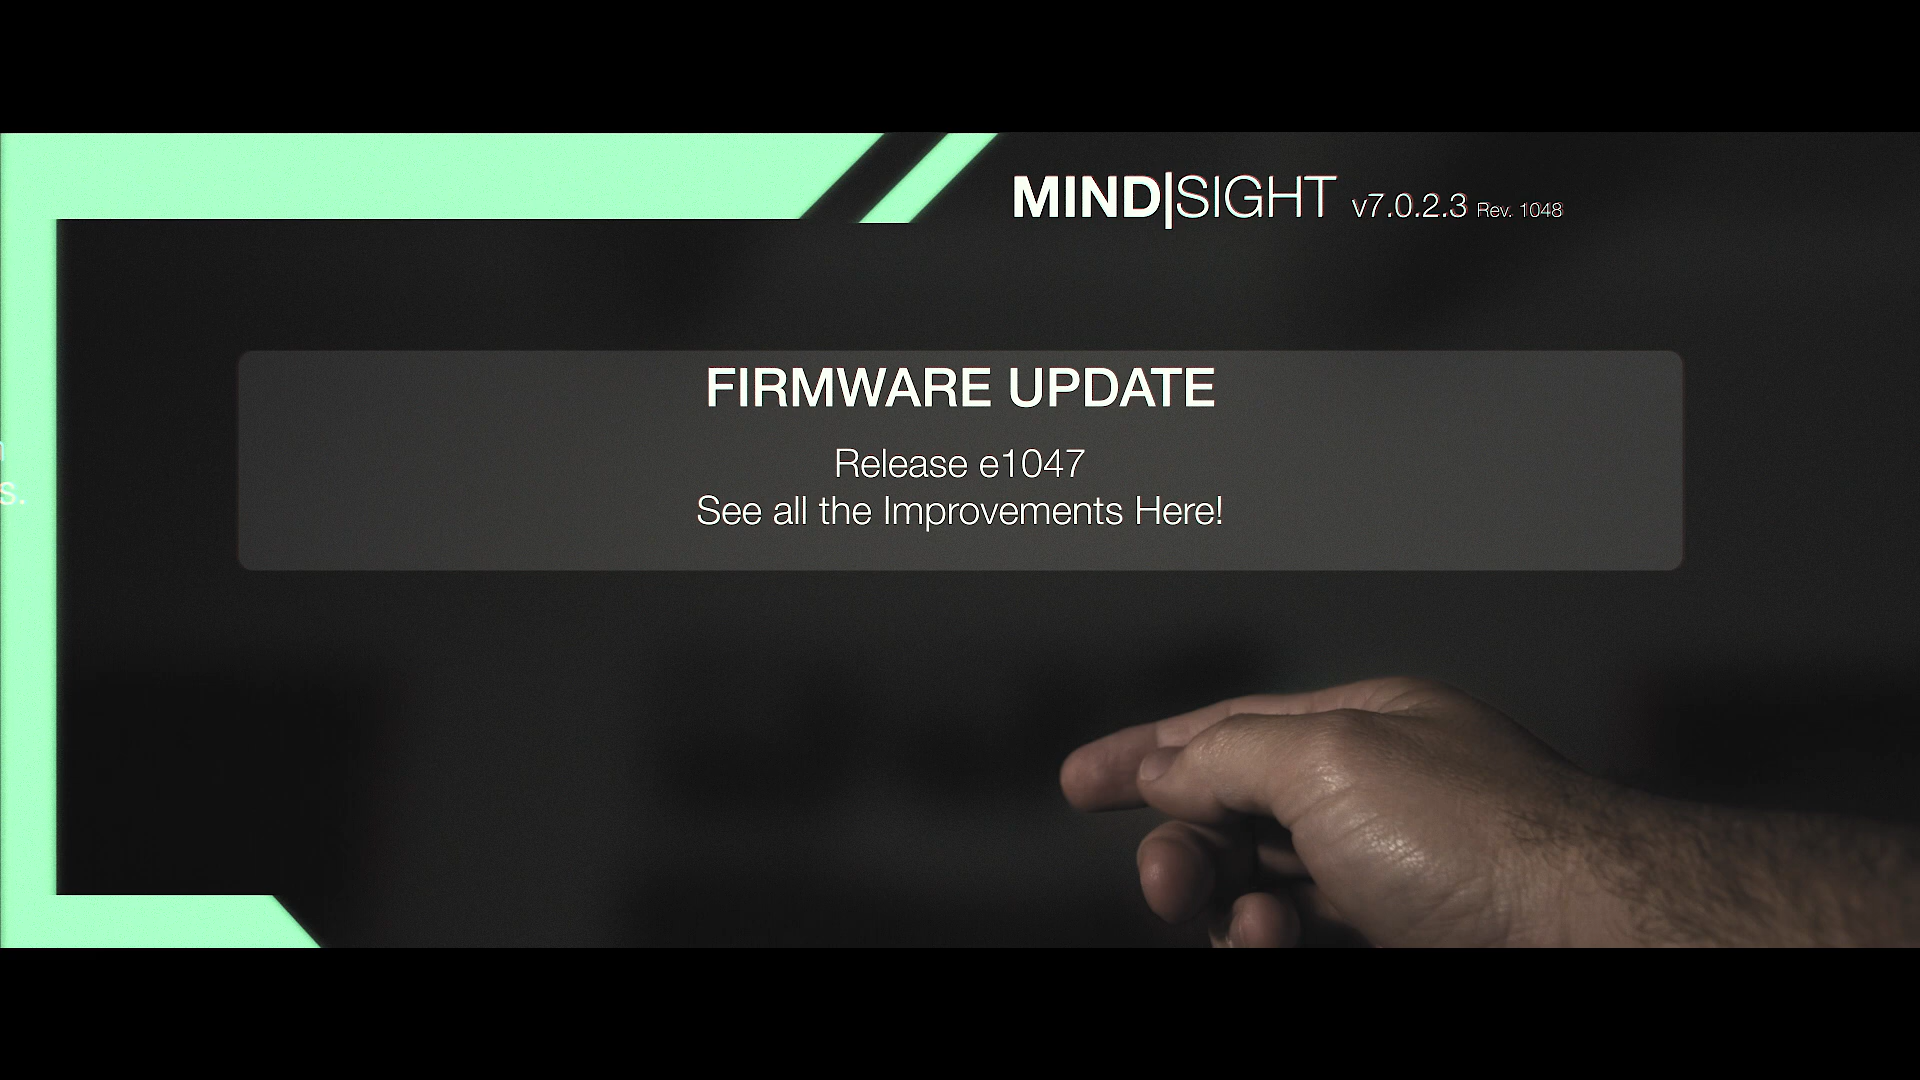 MIND|SIGHT v7.0.2.3 Rev. 1048
FIRMWARE UPDATE
Release e1047
See all the Improvements Here!
s.